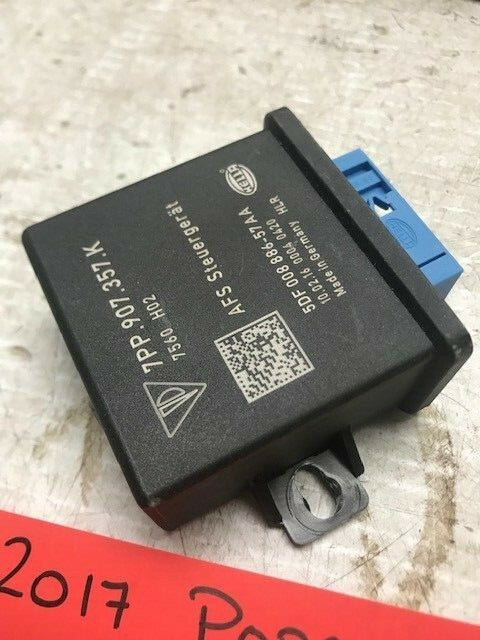 7PP.907.357.K
7560 H02
AFS Steuergerät
HELLA
5DF 008 886-57 AA
10.02.16 0004 0420
Made in Germany HLR
2017